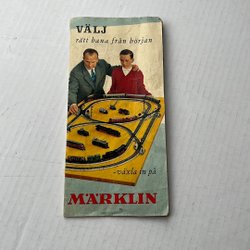 VÄLJ
rätt bana från början
-växla in på
MÄRKLIN